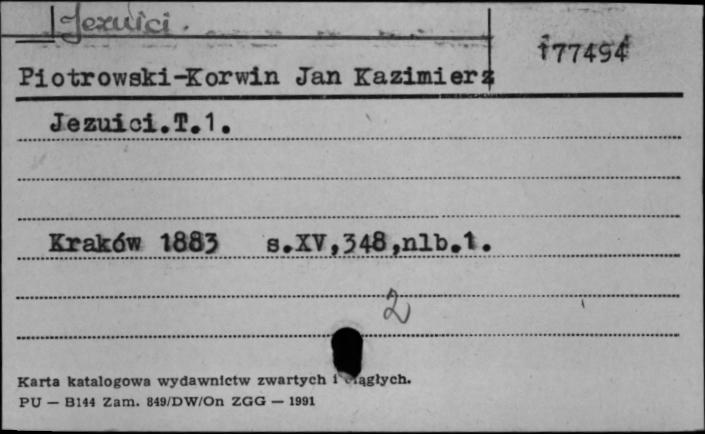 Jezuici.
177494
Piotrowski-Korwin Jan Kazimierz
Jezuici.T.1.
Kraków 1883 s.XV,348,nlb.1.
2
Karta katalogowa wydawnictw zwartych i ciągłych.
PU — B144 Zam. 849/DW/On ZGG — 1991